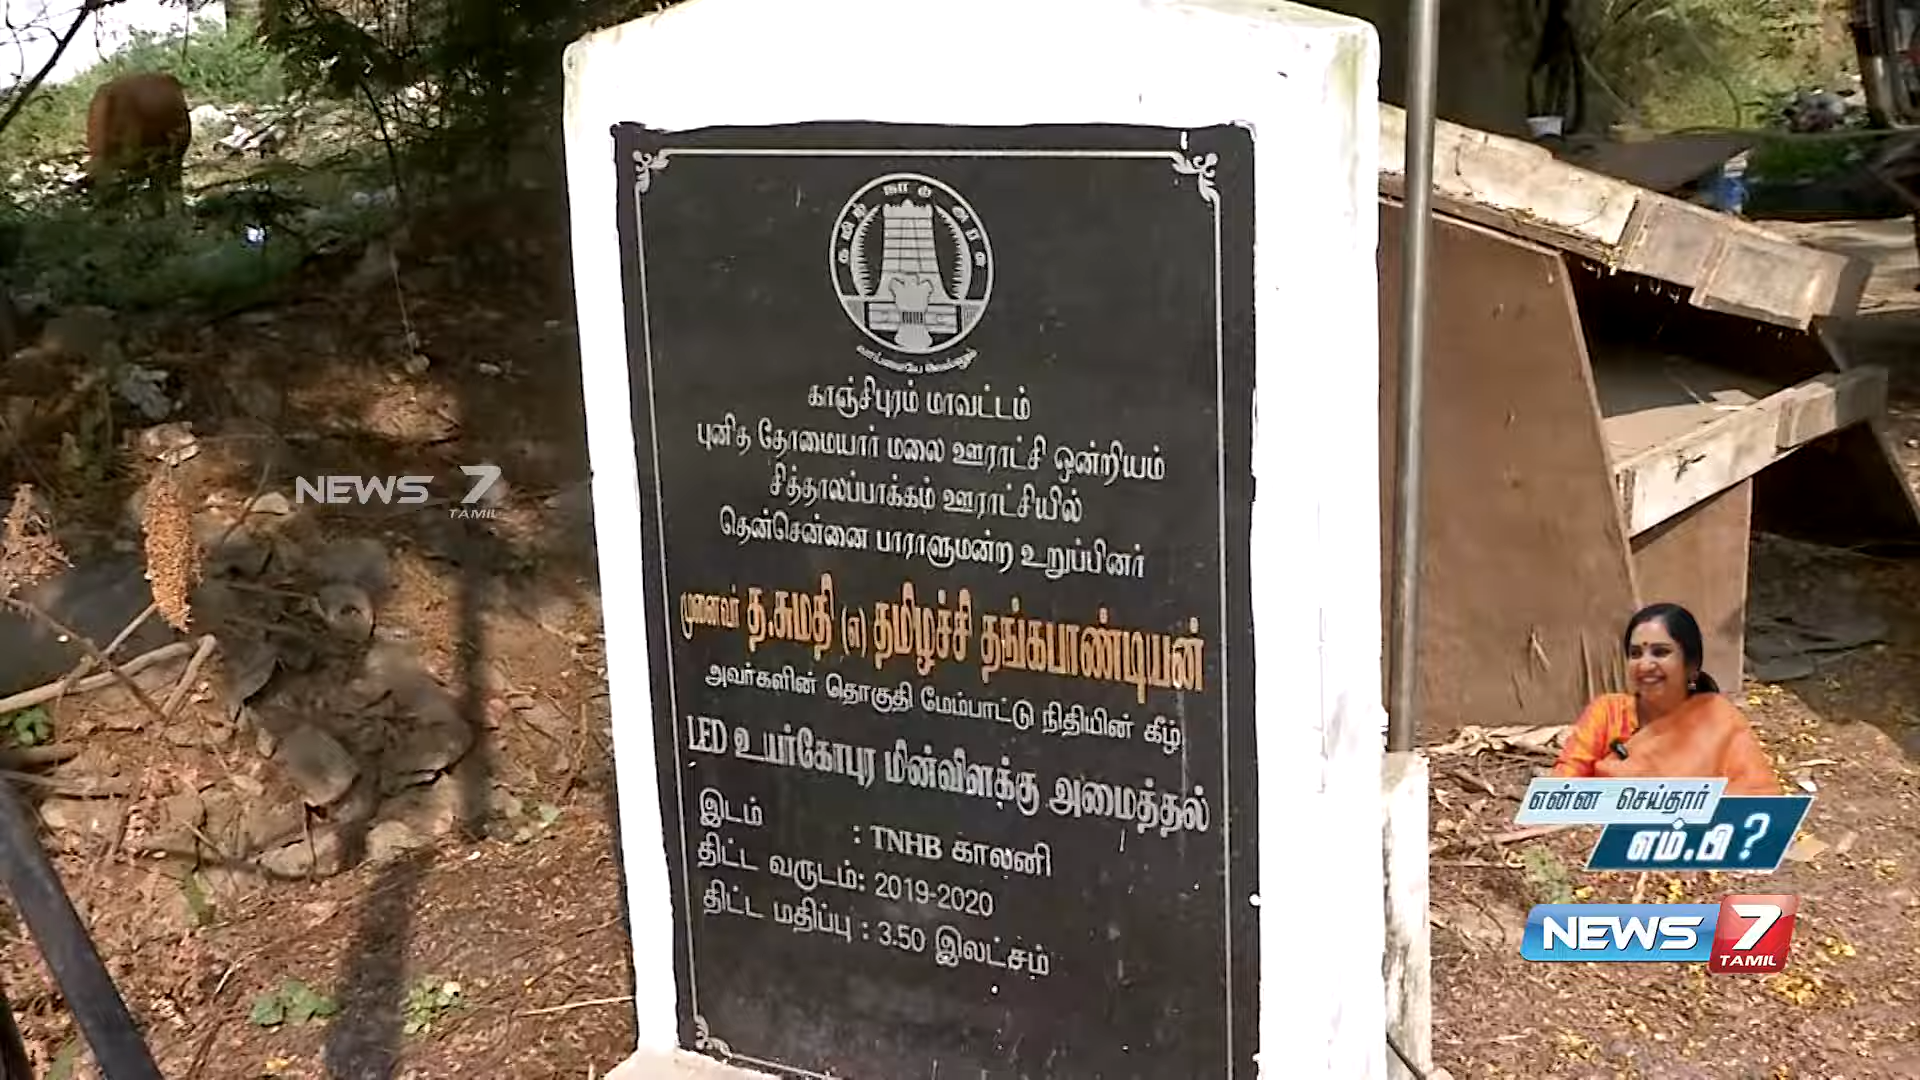 தமிழ் நாடு அரசு
வாய்மையே வெல்லும்
காஞ்சிபுரம் மாவட்டம்
புனித தோமையார் மலை ஊராட்சி ஒன்றியம்
சித்தாலப்பாக்கம் ஊராட்சியில்
தென்சென்னை பாராளுமன்ற உறுப்பினர்
முனைவர் த.சுமதி (எ) தமிழச்சி தங்கபாண்டியன்
அவர்களின் தொகுதி மேம்பாட்டு நிதியின் கீழ்
LED உயர்கோபுர மின்விளக்கு அமைத்தல்
இடம் : TNHB காலனி
திட்ட வருடம்: 2019-2020
திட்ட மதிப்பு : 3.50 இலட்சம்
NEWS 7
TAMIL
என்ன செய்தார்
எம்.பி?
NEWS 7
TAMIL